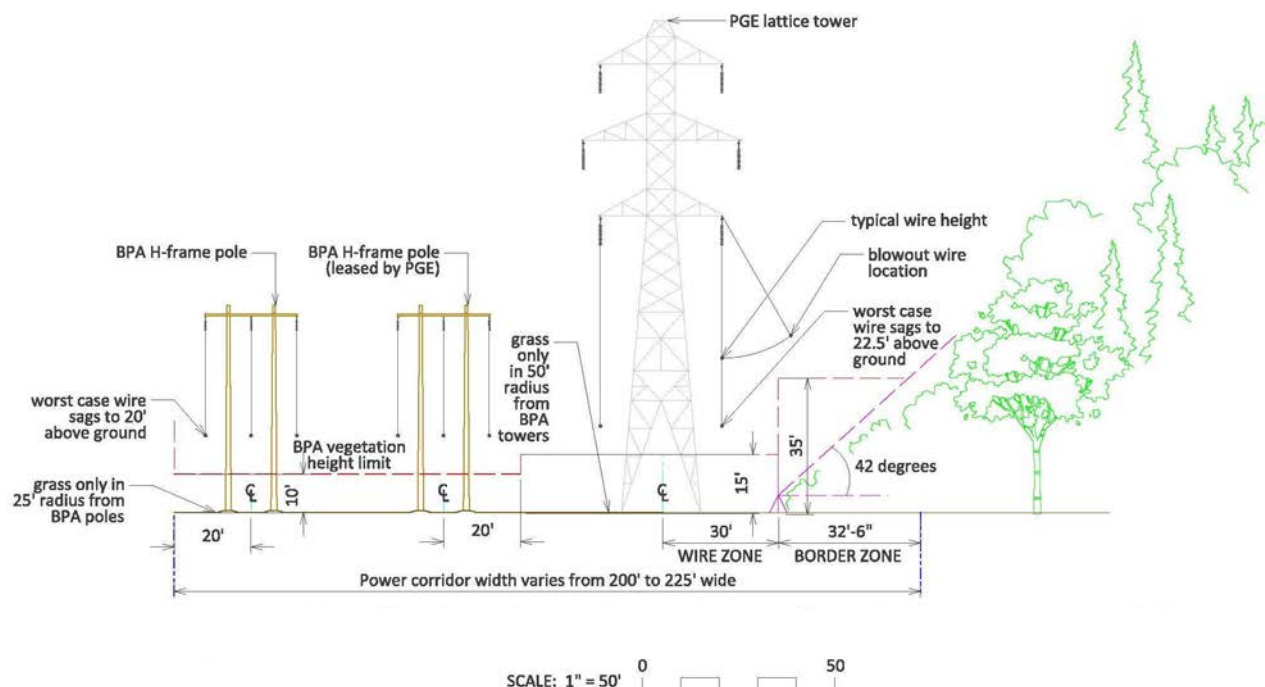 PGE lattice tower
typical wire height
blowout wire
location
BPA H-frame pole
BPA H-frame pole
(leased by PGE)
worst case
wire sags to
22.5' above
ground
grass
only
in 50'
radius
from
BPA
towers
worst case wire
sags to 20'
above ground
BPA vegetation
height limit
35'
42 degrees
grass only in
25' radius from
BPA poles
℄
10'
℄
℄
15'
20'
20'
30'
32'-6"
WIRE ZONE
BORDER ZONE
Power corridor width varies from 200' to 225' wide
SCALE: 1" = 50'
0
50